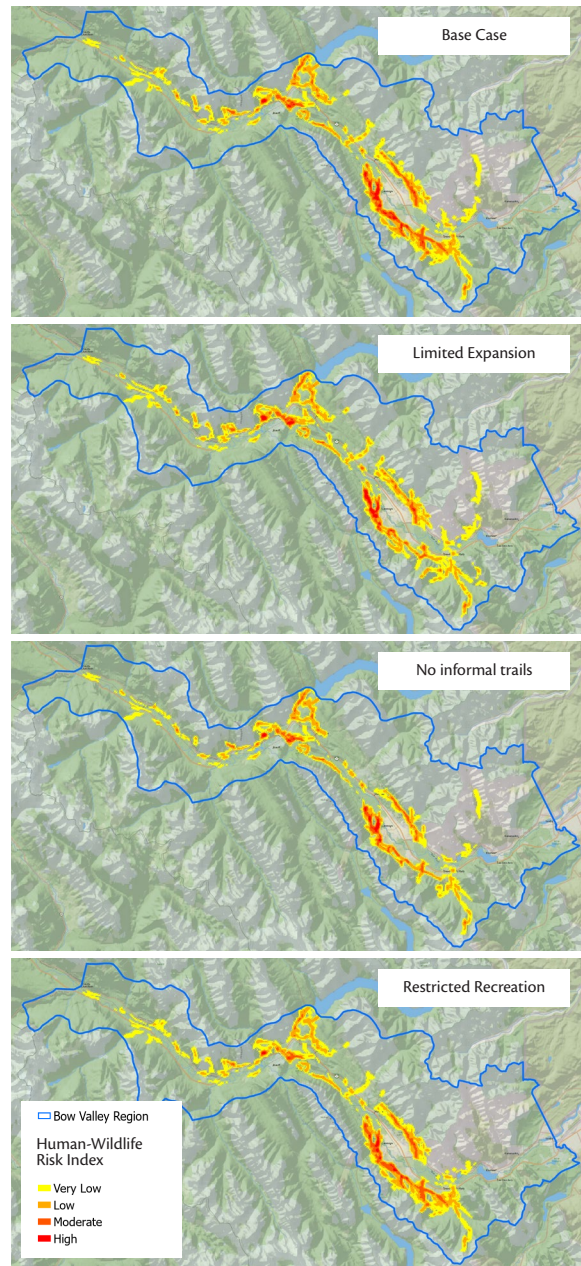 Base Case
Limited Expansion
No informal trails
Restricted Recreation
Bow Valley Region
Human-Wildlife
Risk Index
Very Low
Low
Moderate
High